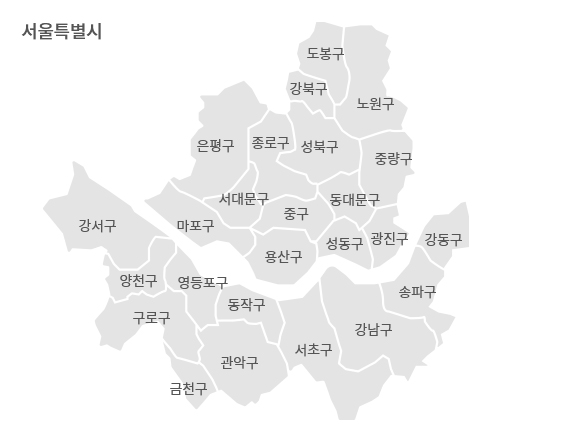 서울특별시
도봉구
강북구
노원구
은평구
종로구
성북구
중량구
서대문구
동대문구
중구
마포구
강서구
용산구
성동구
광진구
강동구
양천구
영등포구
송파구
동작구
구로구
강남구
서초구
관악구
금천구